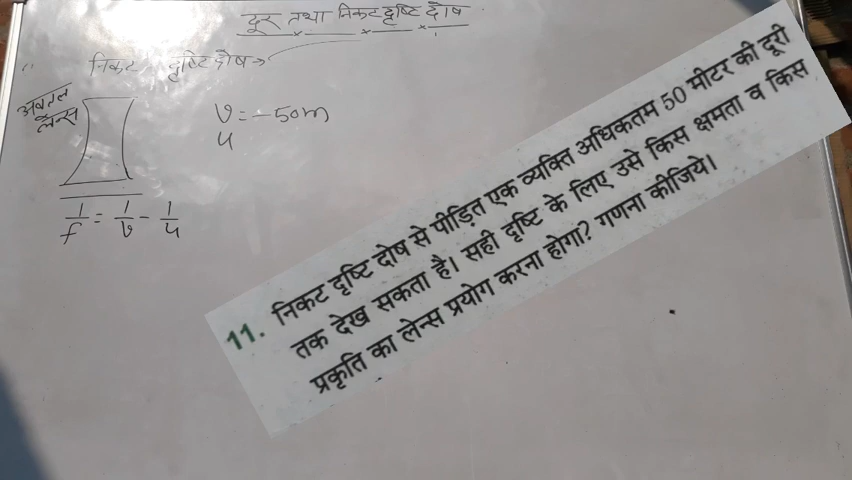 दूर तथा निकट दृष्टि दोष
निकट दृष्टि दोष →
अवतल
लेन्स
v = -50m
u
1/f = 1/v - 1/u
11. निकट दृष्टि दोष से पीड़ित एक व्यक्ति अधिकतम 50 मीटर की दूरी
तक देख सकता है। सही दृष्टि के लिए उसे किस क्षमता व किस
प्रकृति का लेन्स प्रयोग करना होगा? गणना कीजिये।